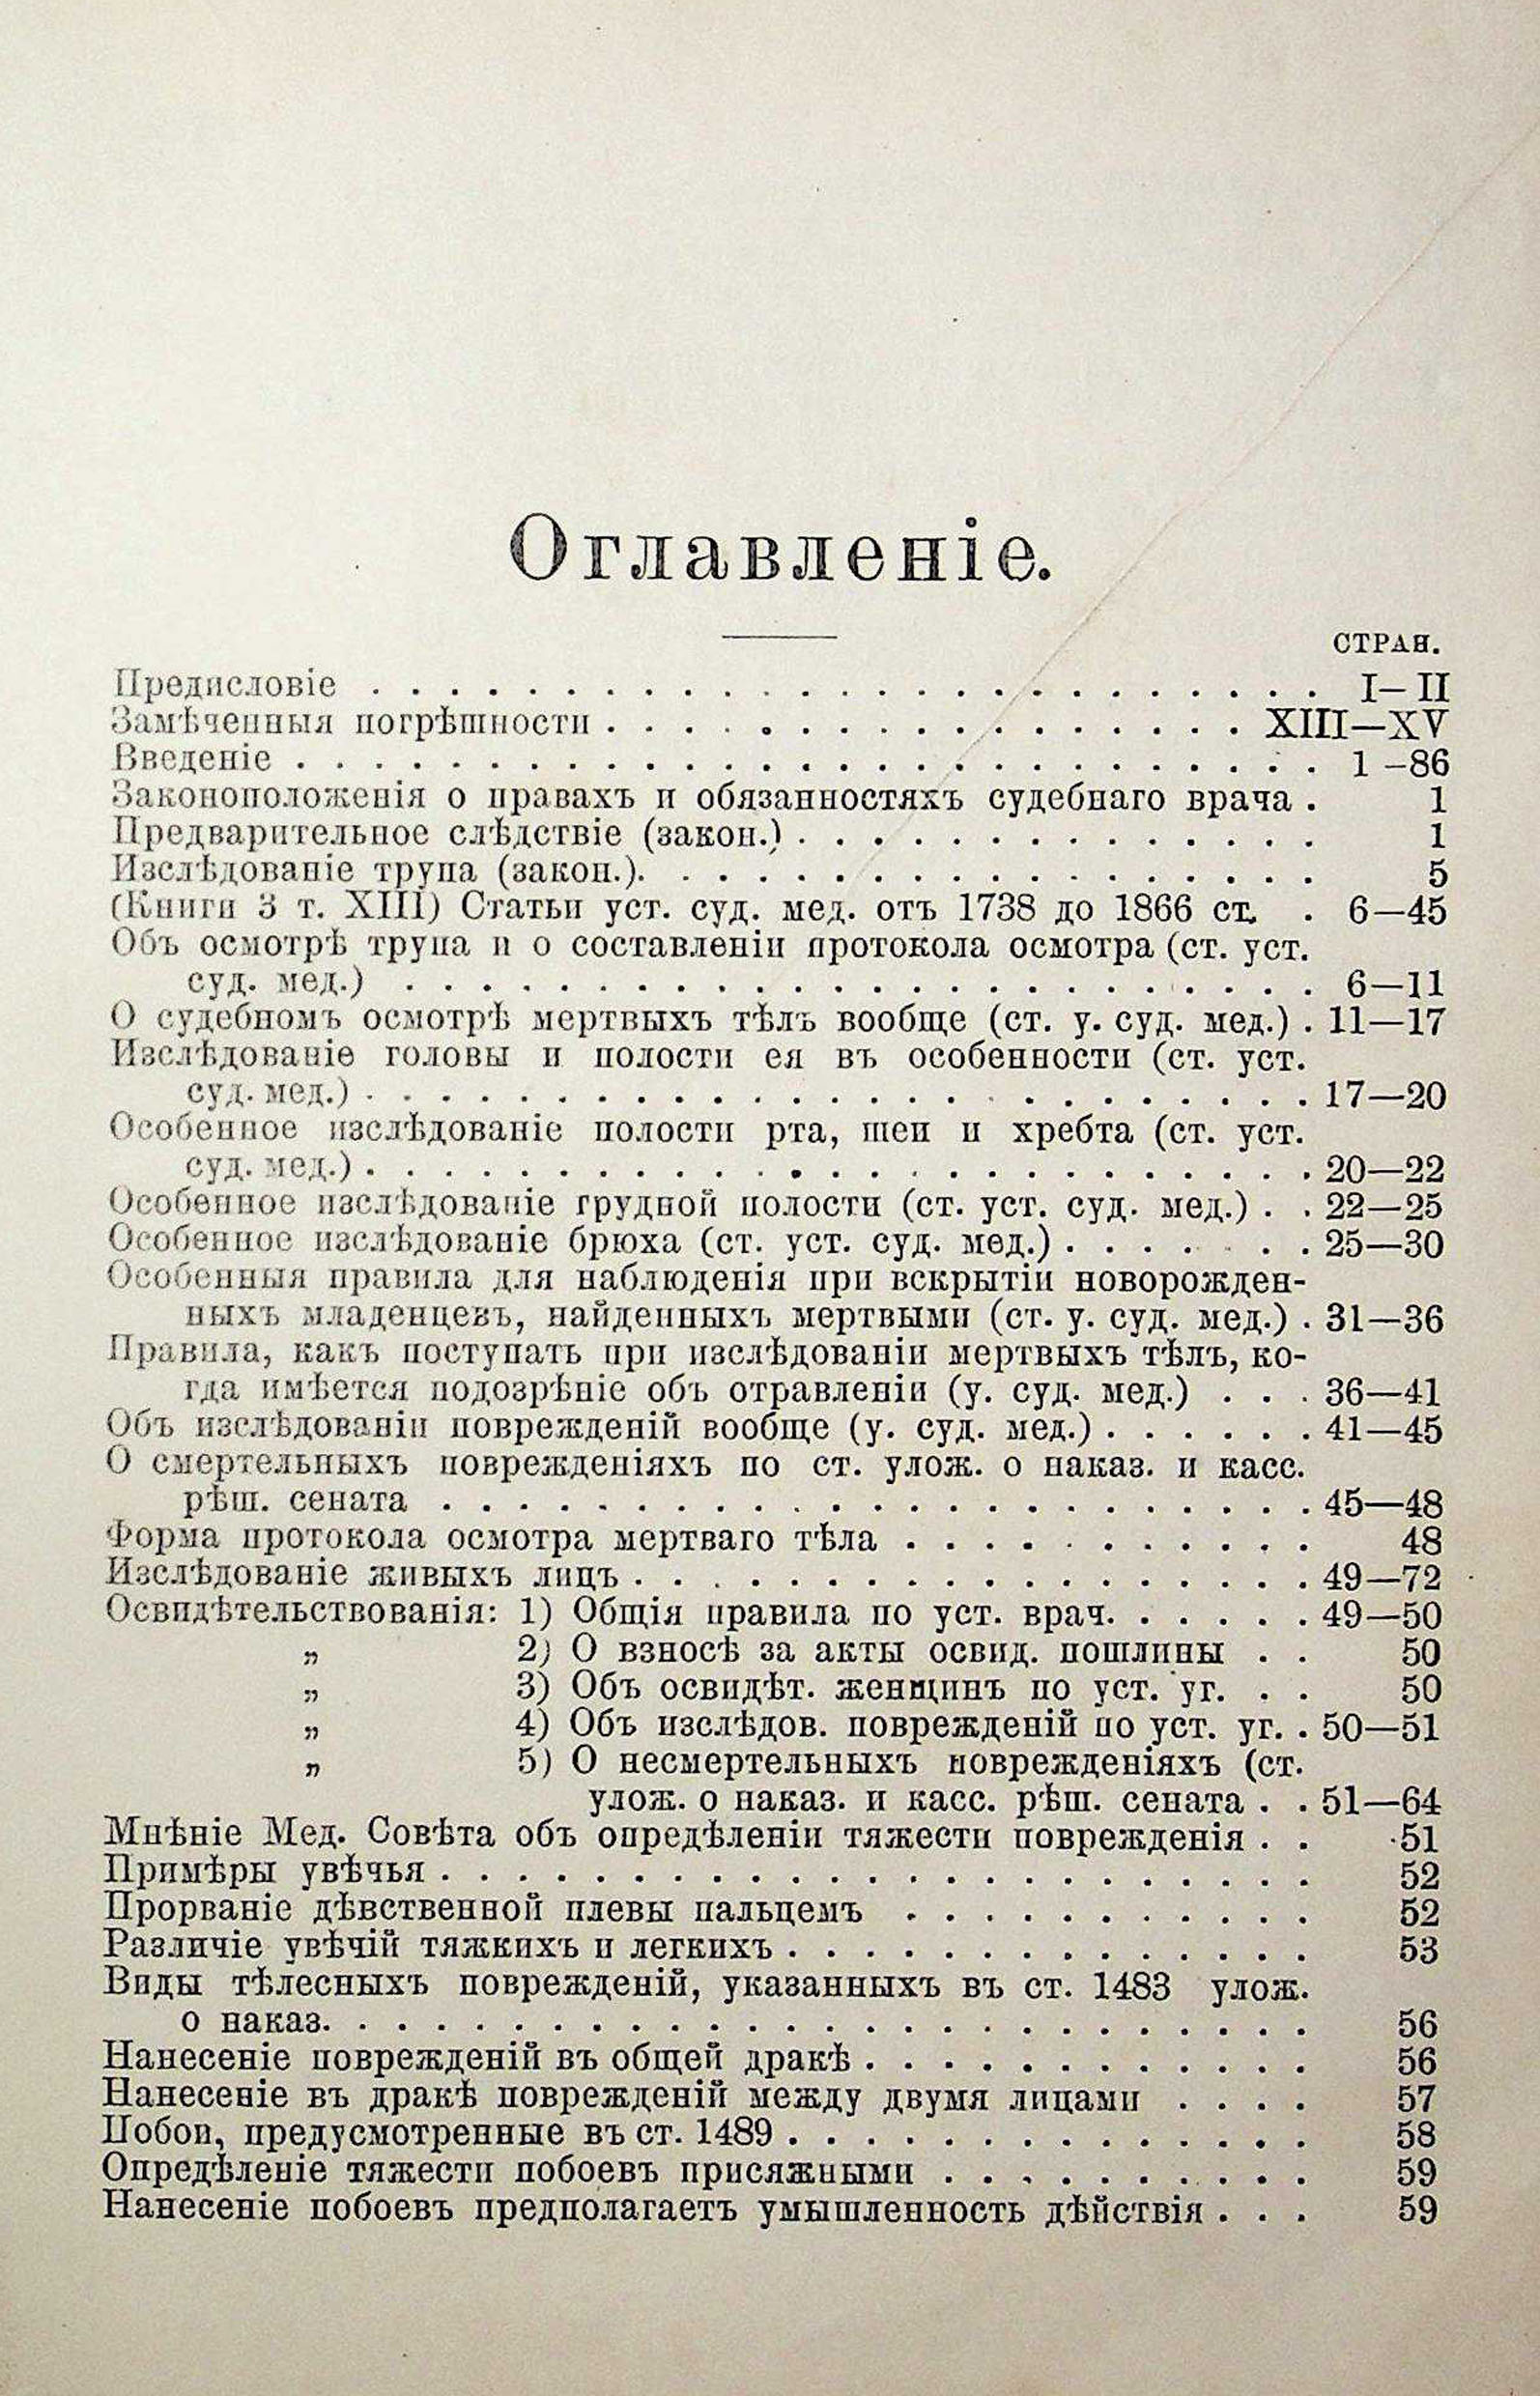 Оглавленіе.
СТРАН.
Предисловіе . . . . . . . . . . . . . . . . . . . . . . . . . I—II
Замѣченныя погрѣшности . . . . . . . . . . . . . . . . . XIII—XV
Введеніе . . . . . . . . . . . . . . . . . . . . . . . . . . . 1-86
Законоположенія о правахъ и обязанностяхъ судебнаго врача . 1
Предварительное слѣдствіе (закон.) . . . . . . . . . . . . . . 1
Изслѣдованіе трупа (закон.). . . . . . . . . . . . . . . . . . 5
(Книги 3 т. XIII) Статьи уст. суд. мед. отъ 1738 до 1866 ст. . 6—45
Объ осмотрѣ трупа и о составленіи протокола осмотра (ст. уст.
суд. мед.) . . . . . . . . . . . . . . . . . . . . . . . . 6—11
О судебномъ осмотрѣ мертвыхъ тѣлъ вообще (ст. у. суд. мед.) . 11—17
Изслѣдованіе головы и полости ея въ особенности (ст. уст.
суд. мед.) . . . . . . . . . . . . . . . . . . . . . . . . . 17—20
Особенное изслѣдованіе полости рта, шеи и хребта (ст. уст.
суд. мед.) . . . . . . . . . . . . . . . . . . . . . . . . . 20—22
Особенное изслѣдованіе грудной полости (ст. уст. суд. мед.) . . 22—25
Особенное изслѣдованіе брюха (ст. уст. суд. мед.) . . . . . . . 25—30
Особенныя правила для наблюденія при вскрытіи новорожден-
ныхъ младенцевъ, найденныхъ мертвыми (ст. у. суд. мед.) . 31—36
Правила, какъ поступать при изслѣдованіи мертвыхъ тѣлъ, ко-
гда имѣется подозрѣніе объ отравленіи (у. суд. мед.) . . . 36—41
Объ изслѣдованіи поврежденій вообще (у. суд. мед.) . . . . . . 41—45
О смертельныхъ поврежденіяхъ по ст. улож. о наказ. и касс.
рѣш. сената . . . . . . . . . . . . . . . . . . . . . . . 45—48
Форма протокола осмотра мертваго тѣла . . . . . . . . . . . 48
Изслѣдованіе живыхъ лицъ . . . . . . . . . . . . . . . . . . 49—72
Освидѣтельствованія: 1) Общія правила по уст. врач. . . . . . 49—50
„ 2) О взносѣ за акты освид. пошлины . . 50
„ 3) Объ освидѣт. женщинъ по уст. уг. . . 50
„ 4) Объ изслѣдов. поврежденій по уст. уг. . 50—51
„ 5) О несмертельныхъ поврежденіяхъ (ст.
улож. о наказ. и касс. рѣш. сената . . 51—64
Мнѣніе Мед. Совѣта объ опредѣленіи тяжести поврежденія . . 51
Примѣры увѣчья . . . . . . . . . . . . . . . . . . . . . . . 52
Прорваніе дѣвственной плевы пальцемъ . . . . . . . . . . . 52
Различіе увѣчій тяжкихъ и легкихъ . . . . . . . . . . . . . . 53
Виды тѣлесныхъ поврежденій, указанныхъ въ ст. 1483 улож.
о наказ. . . . . . . . . . . . . . . . . . . . . . . . . . 56
Нанесеніе поврежденій въ общей дракѣ . . . . . . . . . . . . 56
Нанесеніе въ дракѣ поврежденій между двумя лицами . . . . 57
Побои, предусмотренные въ ст. 1489 . . . . . . . . . . . . . . 58
Опредѣленіе тяжести побоевъ присяжными . . . . . . . . . . 59
Нанесеніе побоевъ предполагаетъ умышленность дѣйствія . . . 59